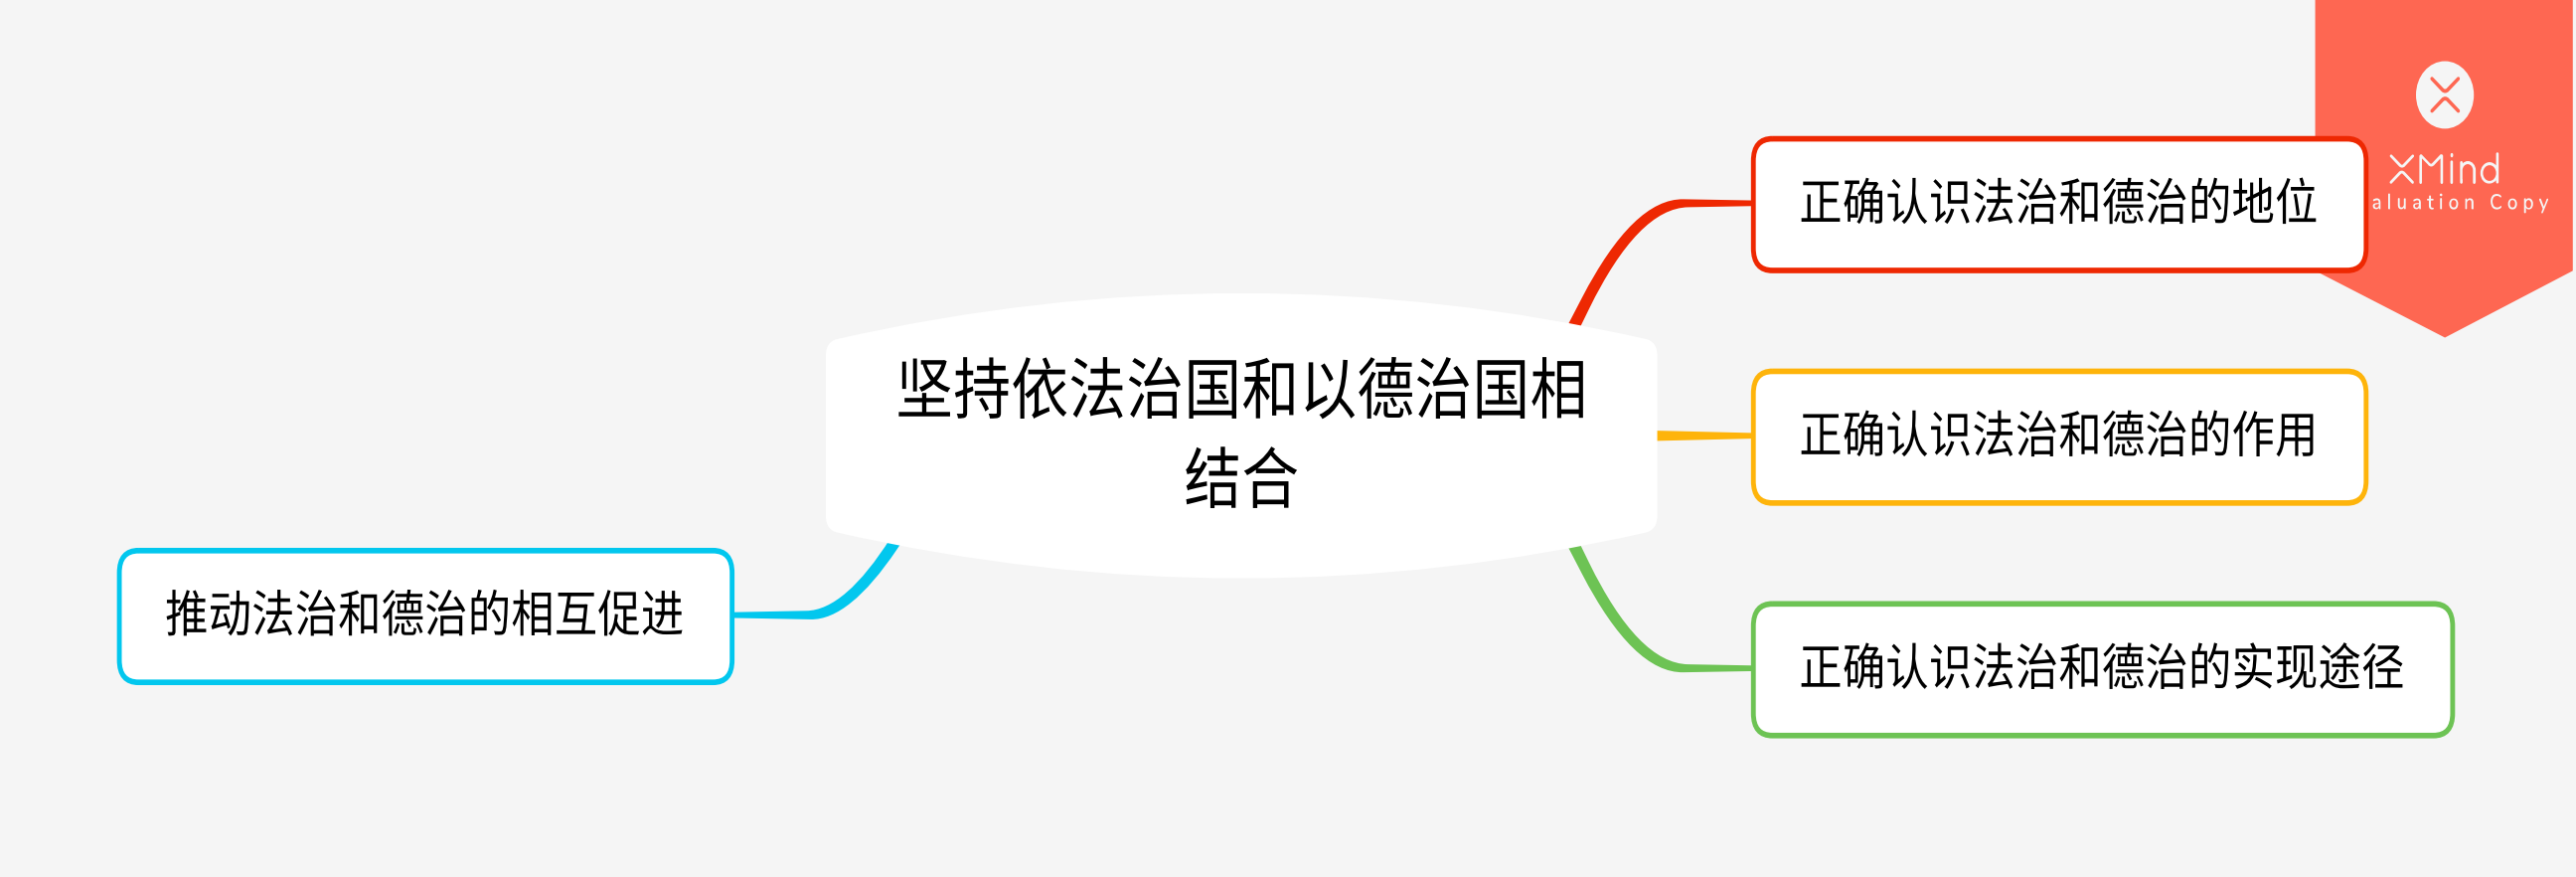 XMind
aluation Copy
正确认识法治和德治的地位
坚持依法治国和以德治国相
结合
正确认识法治和德治的作用
推动法治和德治的相互促进
正确认识法治和德治的实现途径